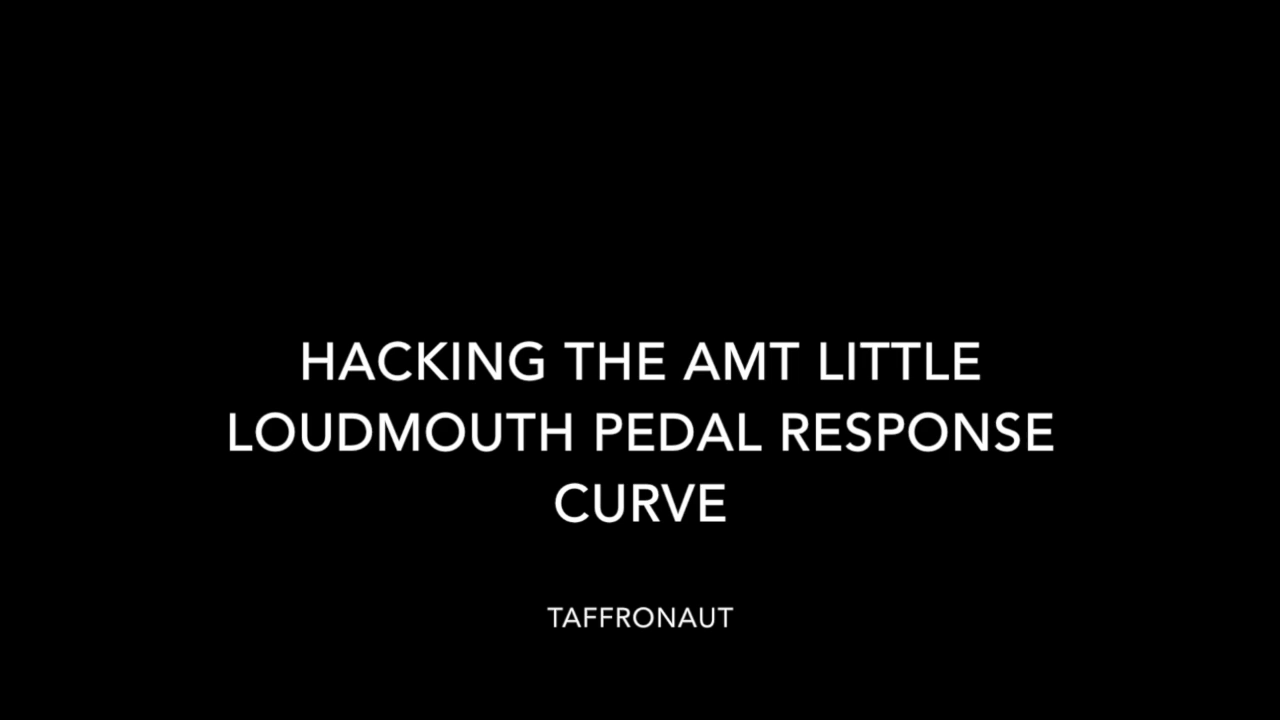 HACKING THE AMT LITTLE
LOUDMOUTH PEDAL RESPONSE
CURVE
TAFFRONAUT